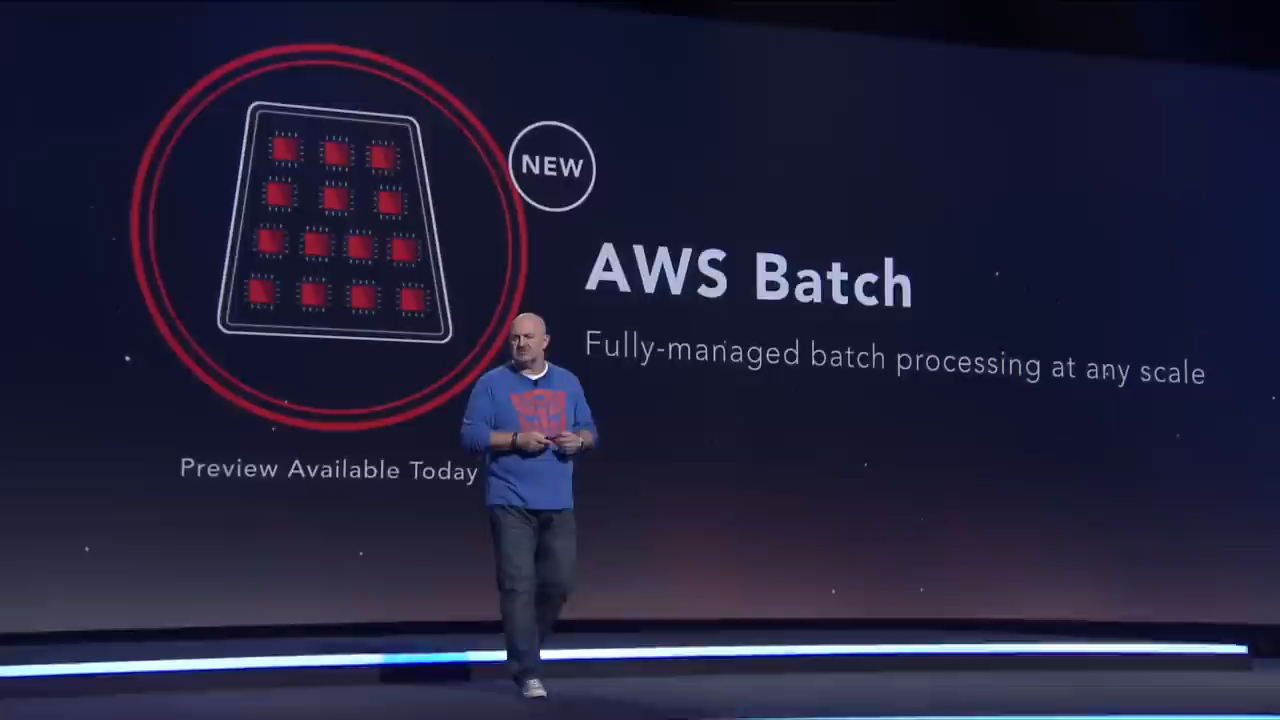 NEW
AWS Batch
Fully-managed batch processing at any scale
Preview Available Today